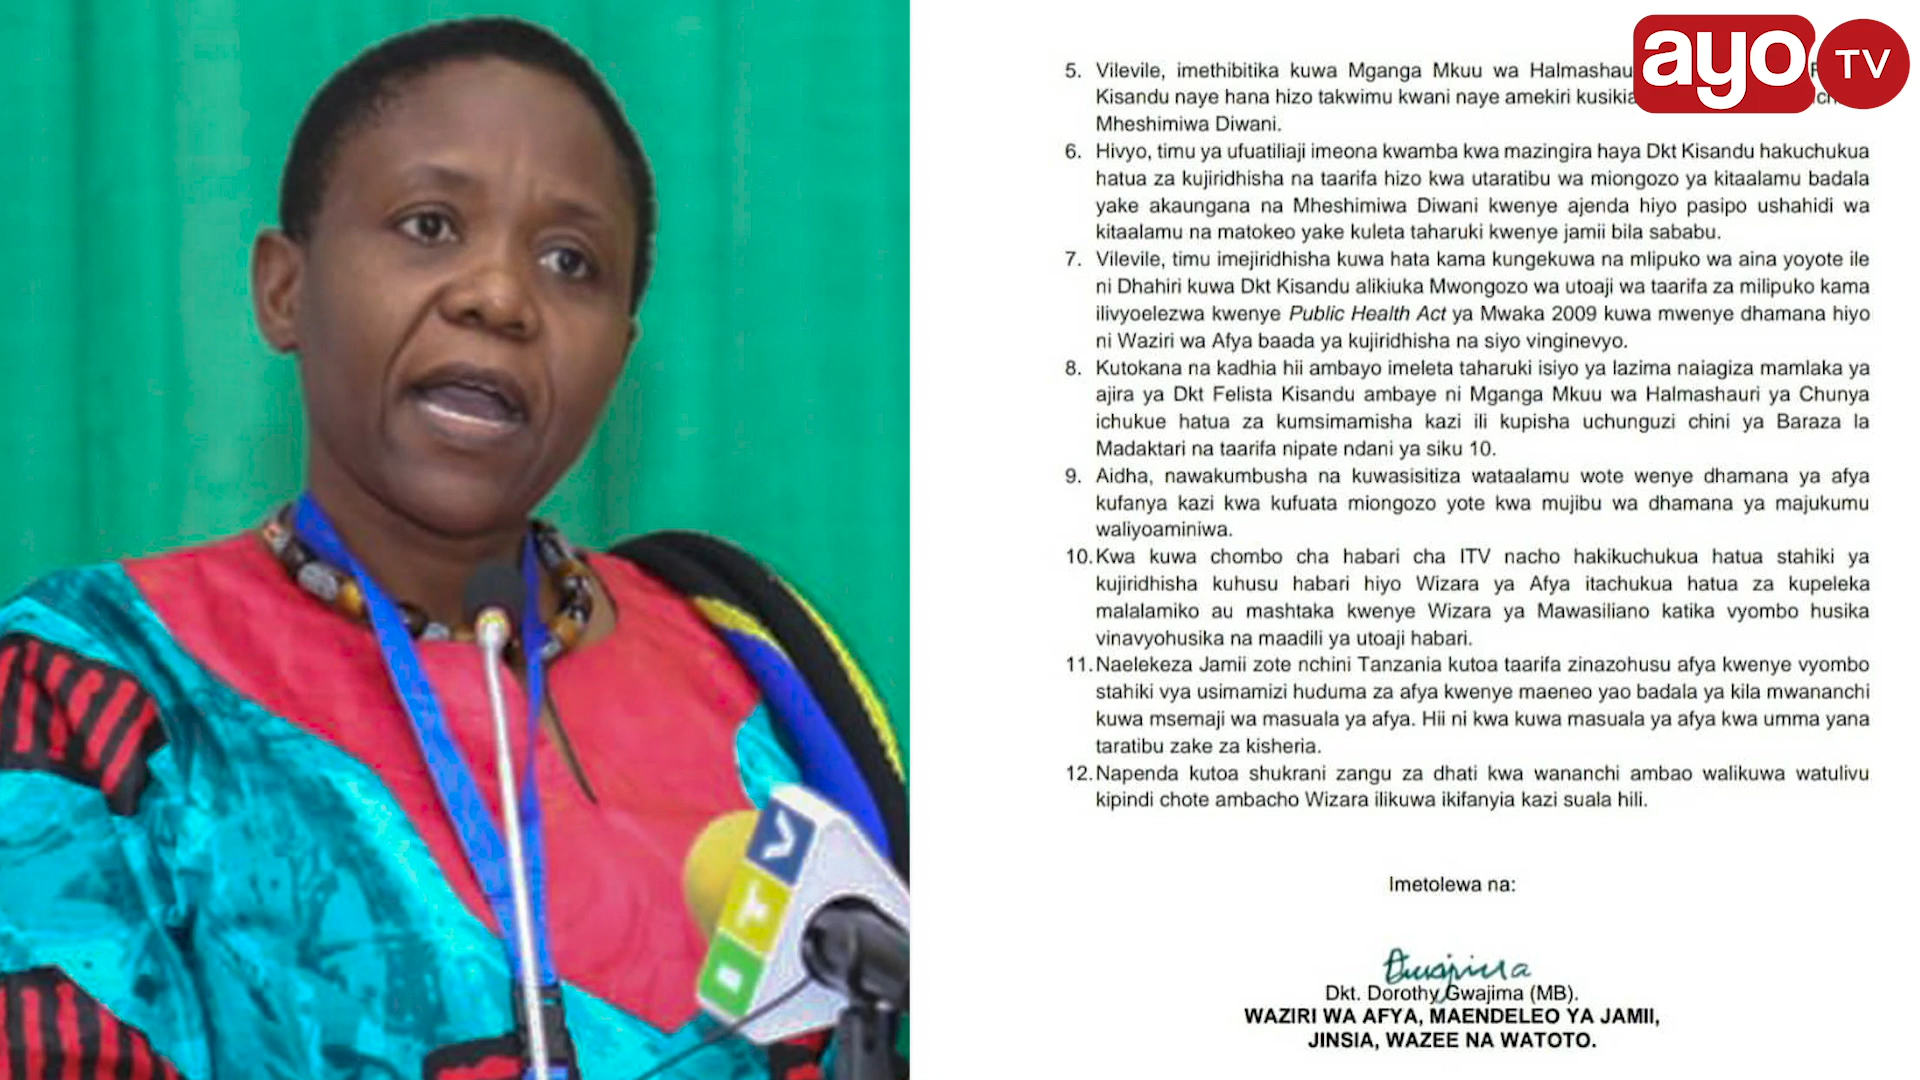 ayo TV
5. Vilevile, imethibitika kuwa Mganga Mkuu wa
Kisandu naye hana hizo takwimu kwani naye amekiri
Mheshimiwa Diwani.
6. Hivyo, timu ya ufuatiliaji imeona kwamba kwa mazingira haya Dkt Kisandu hakuchukua
hatua za kujiridhisha na taarifa hizo kwa utaratibu wa miongozo ya kitaalamu badala
yake akaungana na Mheshimiwa Diwani kwenye ajenda hiyo pasipo ushahidi wa
kitaalamu na matokeo yake kuleta taharuki kwenye jamii bila sababu.
7. Vilevile, timu imejiridhisha kuwa hata kama kungekuwa na mlipuko wa aina yoyote ile
ni Dhahiri kuwa Dkt Kisandu alikiuka Mwongozo wa utoaji wa taarifa za milipuko kama
ilivyoelezwa kwenye Public Health Act ya Mwaka 2009 kuwa mwenye dhamana hiyo
ni Waziri wa Afya baada ya kujiridhisha na siyo vinginevyo.
8. Kutokana na kadhia hii ambayo imeleta taharuki isiyo ya lazima naiagiza mamlaka ya
ajira ya Dkt Felista Kisandu ambaye ni Mganga Mkuu wa Halmashauri ya Chunya
ichukue hatua za kumsimamisha kazi ili kupisha uchunguzi chini ya Baraza la
Madaktari na taarifa nipate ndani ya siku 10.
9. Aidha, nawakumbusha na kuwasisitiza wataalamu wote wenye dhamana ya afya
kufanya kazi kwa kufuata miongozo yote kwa mujibu wa dhamana ya majukumu
waliyoaminiwa.
10. Kwa kuwa chombo cha habari cha ITV nacho hakikuchukua hatua stahiki ya
kujiridhisha kuhusu habari hiyo Wizara ya Afya itachukua hatua za kupeleka
malalamiko au mashtaka kwenye Wizara ya Mawasiliano katika vyombo husika
vinavyohusika na maadili ya utoaji habari.
11. Naelekeza Jamii zote nchini Tanzania kutoa taarifa zinazohusu afya kwenye vyombo
stahiki vya usimamizi huduma za afya kwenye maeneo yao badala ya kila mwananchi
kuwa msemaji wa masuala ya afya. Hii ni kwa kuwa masuala ya afya kwa umma yana
taratibu zake za kisheria.
12. Napenda kutoa shukrani zangu za dhati kwa wananchi ambao walikuwa watulivu
kipindi chote ambacho Wizara ilikuwa ikifanyia kazi suala hili.
Imetolewa na:
Dkt. Dorothy Gwajima (MB).
WAZIRI WA AFYA, MAENDELEO YA JAMII,
JINSIA, WAZEE NA WATOTO.